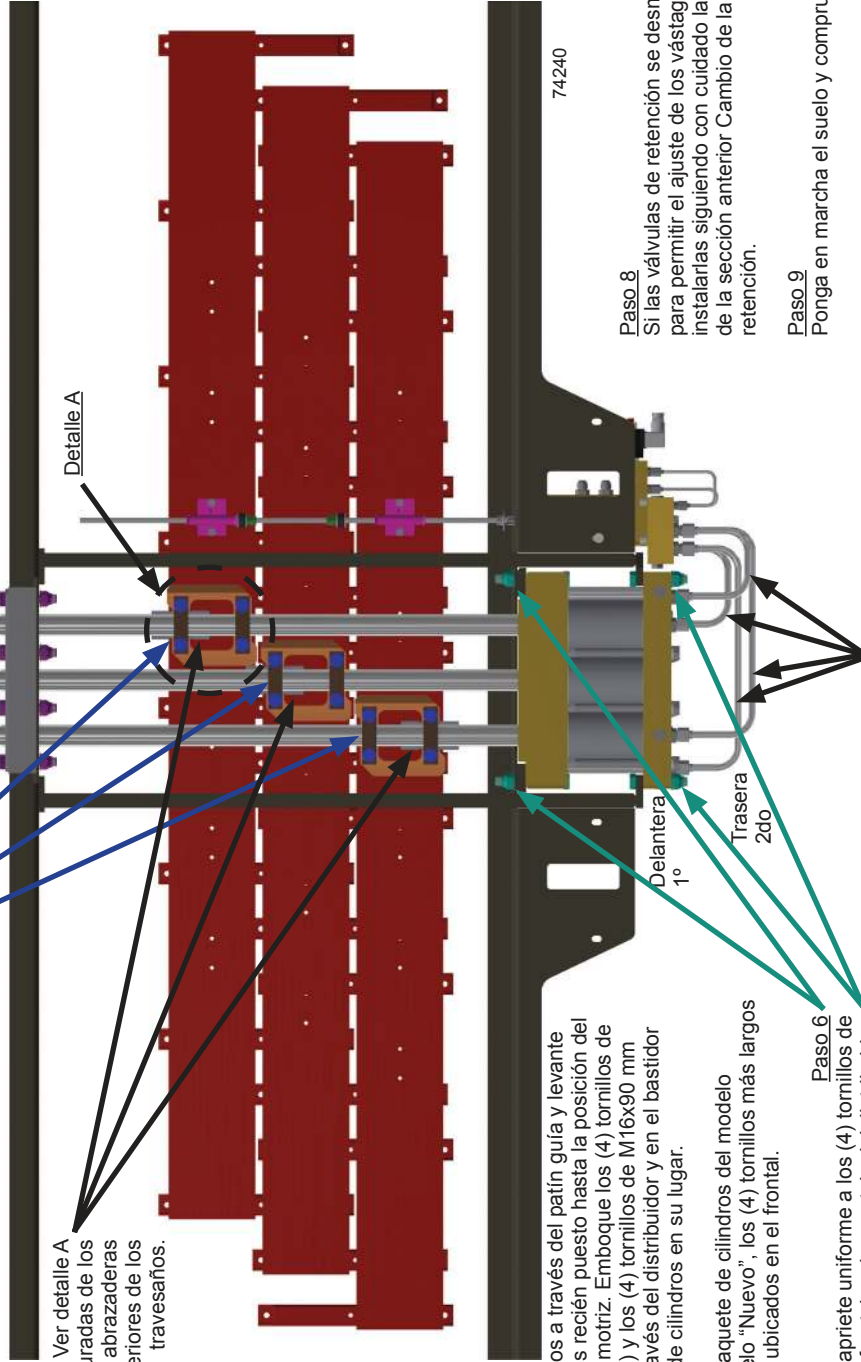 Ver detalle A
uradas de los
abrazaderas
eriores de los
travesaños.
Detalle A
os a través del patín guía y levante
s recién puesto hasta la posición del
motriz. Emboque los (4) tornillos de
) y los (4) tornillos de M16x90 mm
avés del distribuidor y en el bastidor
de cilindros en su lugar.
aquete de cilindros del modelo
elo “Nuevo”, los (4) tornillos más largos
ubicados en el frontal.
Paso 6
apriete uniforme a los (4) tornillos de
Delantera
1º
Trasera
2do
74240
Paso 8
Si las válvulas de retención se desm
para permitir el ajuste de los vástag
instalarlas siguiendo con cuidado la
de la sección anterior Cambio de la
retención.
Paso 9
Ponga en marcha el suelo y compru